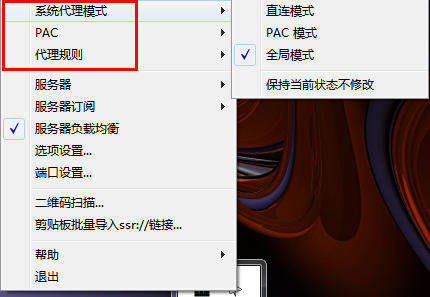 系统代理模式
PAC
代理规则
服务器
服务器订阅
服务器负载均衡
选项设置...
端口设置...
二维码扫描...
剪贴板批量导入ssr://链接...
帮助
退出
直连模式
PAC 模式
全局模式
保持当前状态不修改